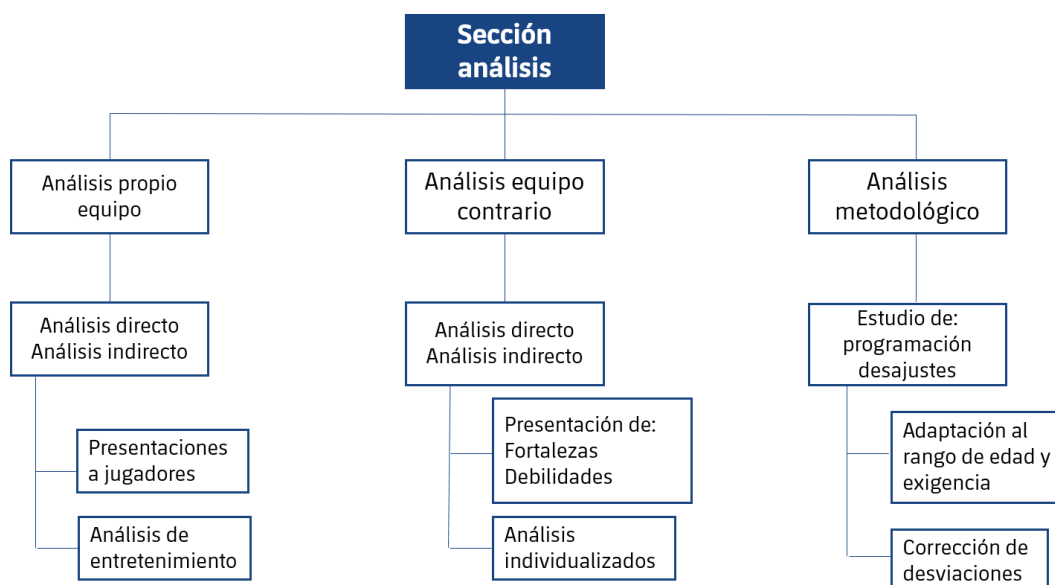 Sección
análisis
Análisis propio
equipo
Análisis equipo
contrario
Análisis
metodológico
Análisis directo
Análisis indirecto
Análisis directo
Análisis indirecto
Estudio de:
programación
desajustes
Presentaciones
a jugadores
Análisis de
entretenimiento
Presentación de:
Fortalezas
Debilidades
Análisis
individualizados
Adaptación al
rango de edad y
exigencia
Corrección de
desviaciones